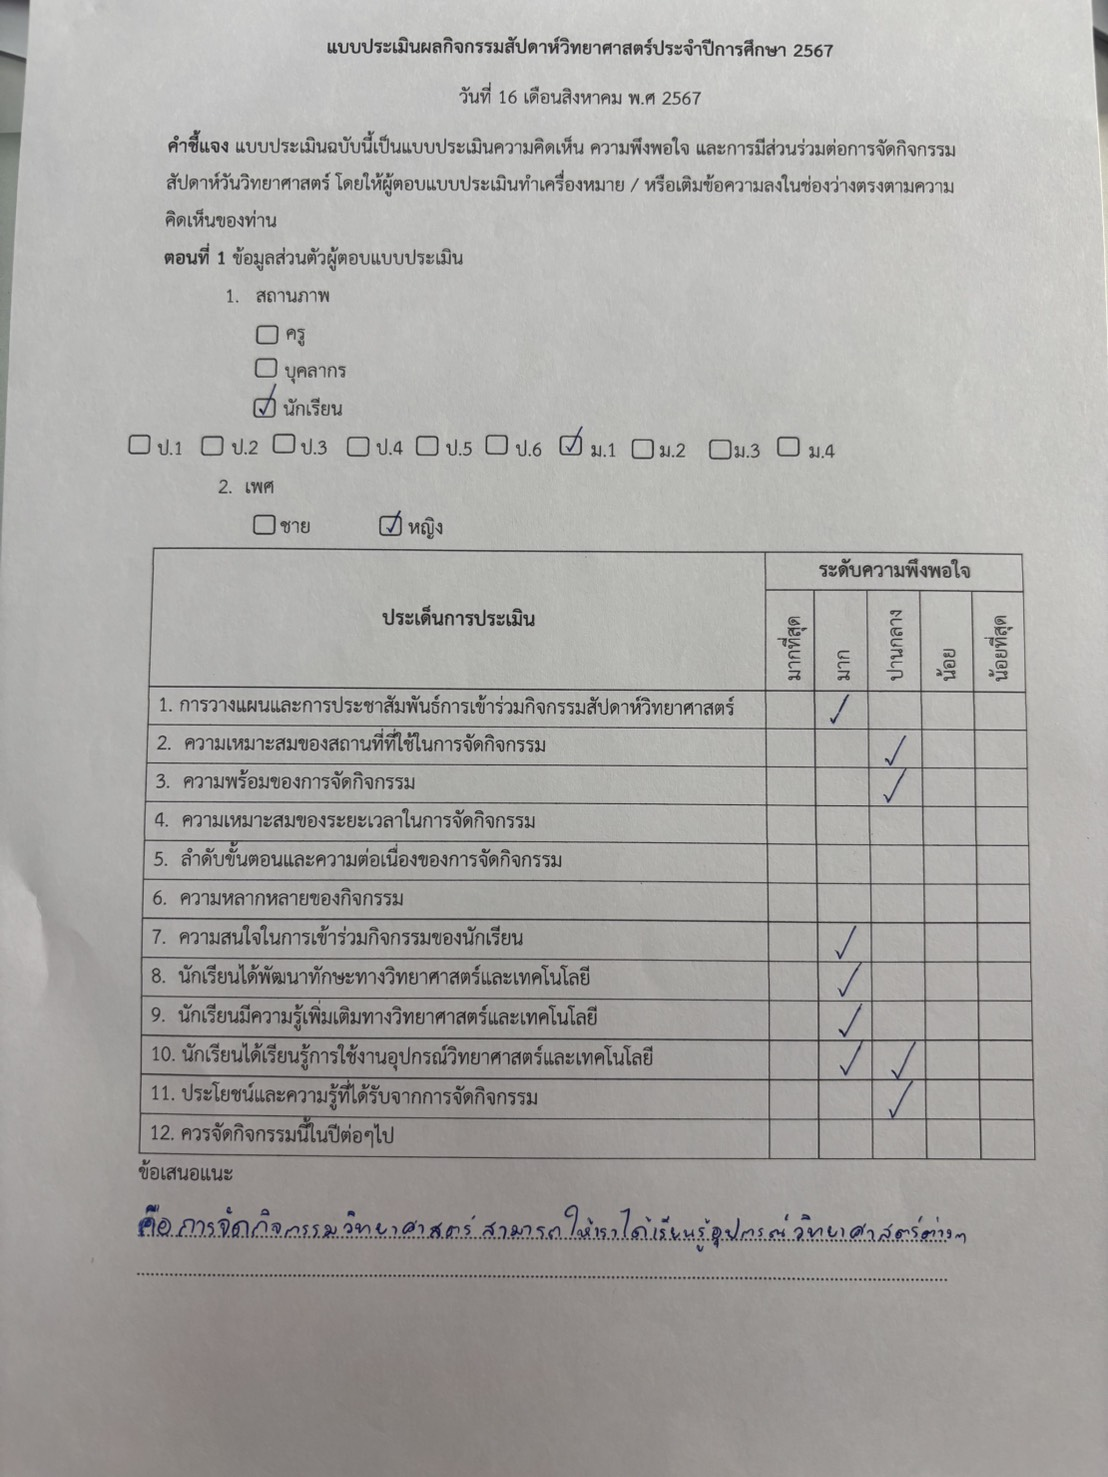 แบบประเมินผลกิจกรรมสัปดาห์วิทยาศาสตร์ประจำปีการศึกษา 2567
วันที่ 16 เดือนสิงหาคม พ.ศ 2567
คำชี้แจง แบบประเมินฉบับนี้เป็นแบบประเมินความคิดเห็น ความพึงพอใจ และการมีส่วนร่วมต่อการจัดกิจกรรม
สัปดาห์วันวิทยาศาสตร์ โดยให้ผู้ตอบแบบประเมินทำเครื่องหมาย / หรือเติมข้อความลงในช่องว่างตรงตามความ
คิดเห็นของท่าน
ตอนที่ 1 ข้อมูลส่วนตัวผู้ตอบแบบประเมิน
1. สถานภาพ
ครู
บุคลากร
นักเรียน
ป.1 ป.2 ป.3 ป.4 ป.5 ป.6 ม.1 ม.2 ม.3 ม.4
2. เพศ
ชาย หญิง
ประเด็นการประเมิน
ระดับความพึงพอใจ
มากที่สุด มาก ปานกลาง น้อย น้อยที่สุด
1. การวางแผนและการประชาสัมพันธ์การเข้าร่วมกิจกรรมสัปดาห์วิทยาศาสตร์
2. ความเหมาะสมของสถานที่ที่ใช้ในการจัดกิจกรรม
3. ความพร้อมของการจัดกิจกรรม
4. ความเหมาะสมของระยะเวลาในการจัดกิจกรรม
5. ลำดับขั้นตอนและความต่อเนื่องของการจัดกิจกรรม
6. ความหลากหลายของกิจกรรม
7. ความสนใจในการเข้าร่วมกิจกรรมของนักเรียน
8. นักเรียนได้พัฒนาทักษะทางวิทยาศาสตร์และเทคโนโลยี
9. นักเรียนมีความรู้เพิ่มเติมทางวิทยาศาสตร์และเทคโนโลยี
10. นักเรียนได้เรียนรู้การใช้งานอุปกรณ์วิทยาศาสตร์และเทคโนโลยี
11. ประโยชน์และความรู้ที่ได้รับจากการจัดกิจกรรม
12. ควรจัดกิจกรรมนี้ในปีต่อๆไป
ข้อเสนอแนะ
คือ การจัดกิจกรรมวิทยาศาสตร์ สามารถให้เราได้เรียนรู้อุปกรณ์วิทยาศาสตร์ต่างๆ